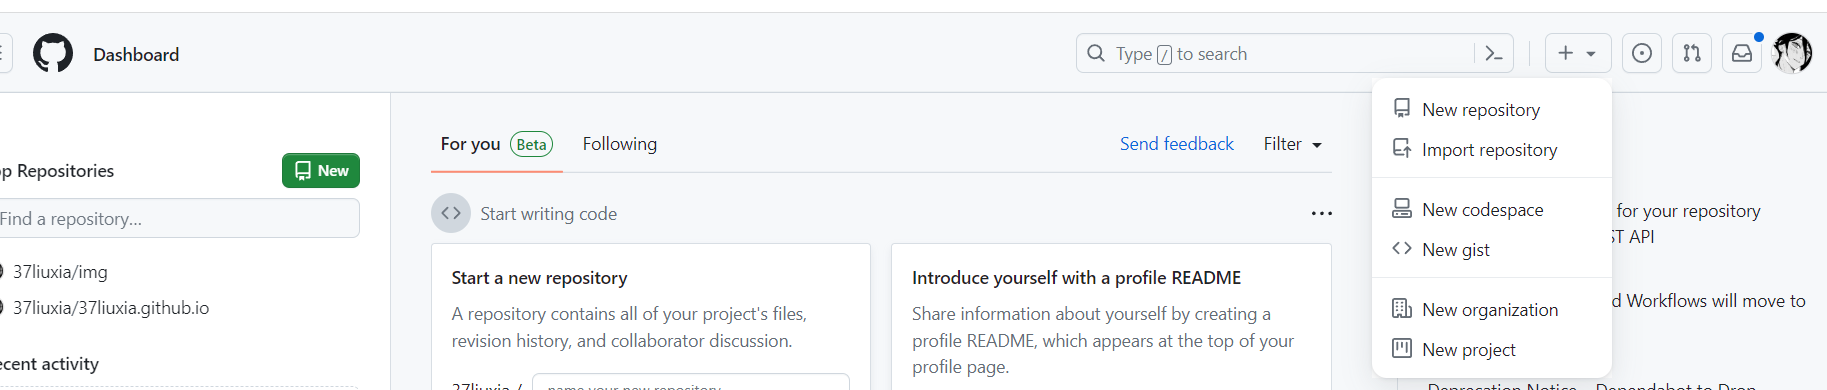 Dashboard
Type / to search
Repositories
New
Find a repository...
37liuxia/img
37liuxia/37liuxia.github.io
activity
For you Beta Following Send feedback Filter
Start writing code
Start a new repository
A repository contains all of your project's files,
revision history, and collaborator discussion.
37liuxia /
name your new repository
Introduce yourself with a profile README
Share information about yourself by creating a
profile README, which appears at the top of your
profile page.
New repository
Import repository
New codespace
New gist
New organization
New project
for your repository
API
Workflows will move to
Deprecation Notice – Dependabot to Drop